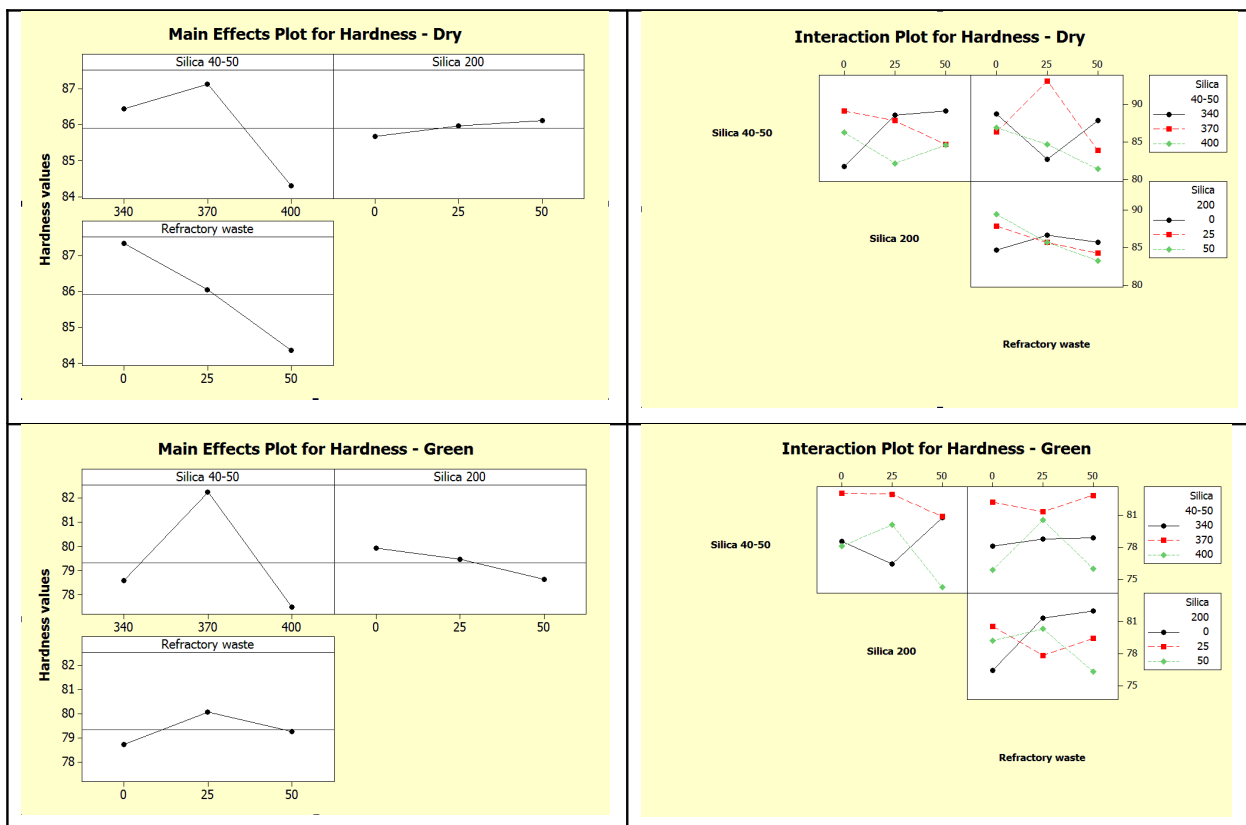 Main Effects Plot for Hardness - Dry
Silica 40-50 Silica 200
87
86
85
84
340 370 400 0 25 50
Refractory waste
87
86
85
84
0 25 50
Hardness values
Interaction Plot for Hardness - Dry
0 25 50 0 25 50
Silica 40-50
90
85
80
Silica
40-50
340
370
400
Silica 200
90
85
80
Silica
200
0
25
50
Refractory waste
Main Effects Plot for Hardness - Green
Silica 40-50 Silica 200
82
81
80
79
78
340 370 400 0 25 50
Refractory waste
82
81
80
79
78
0 25 50
Hardness values
Interaction Plot for Hardness - Green
0 25 50 0 25 50
Silica 40-50
81
78
75
Silica
40-50
340
370
400
Silica 200
81
78
75
Silica
200
0
25
50
Refractory waste